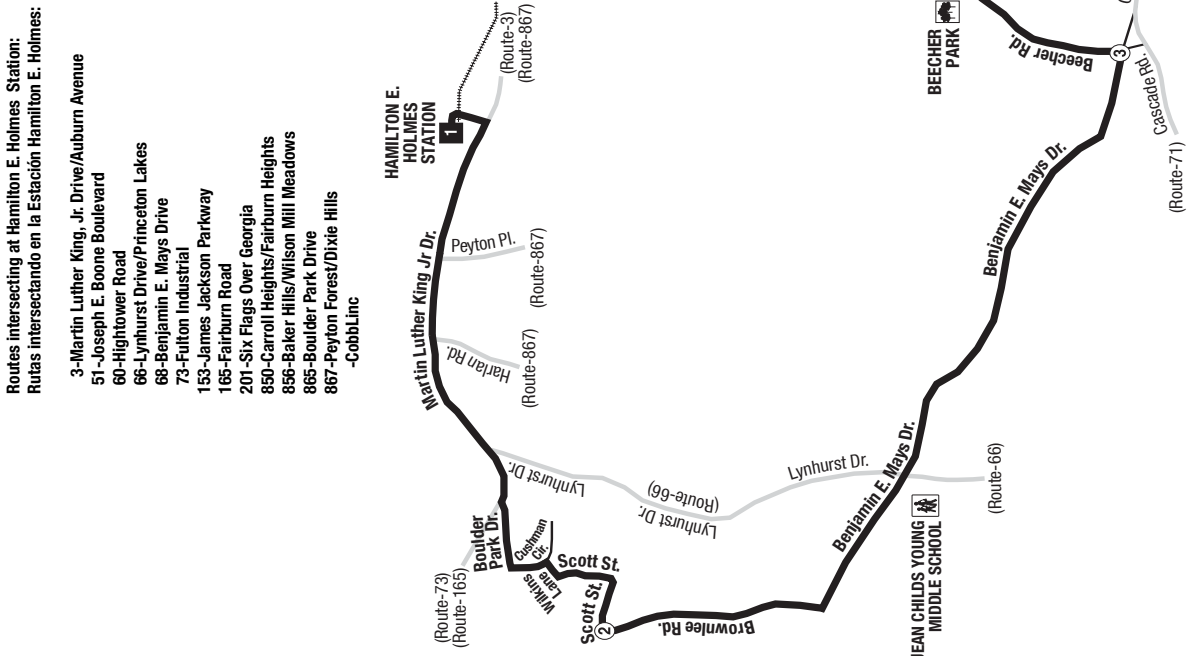 Routes intersecting at Hamilton E. Holmes Station:
Rutas intersectando en la Estación Hamilton E. Holmes:
3-Martin Luther King, Jr. Drive/Auburn Avenue
51-Joseph E. Boone Boulevard
60-Hightower Road
66-Lynhurst Drive/Princeton Lakes
68-Benjamin E. Mays Drive
73-Fulton Industrial
153-James Jackson Parkway
165-Fairburn Road
201-Six Flags Over Georgia
850-Carroll Heights/Fairburn Heights
856-Baker Hills/Wilson Mill Meadows
865-Boulder Park Drive
867-Peyton Forest/Dixie Hills
-CobbLinc
HAMILTON E.
HOLMES
STATION
1
(Route-3)
(Route-867)
Martin Luther King Jr Dr.
Peyton Pl.
(Route-867)
Harlan Rd.
(Route-867)
Lynhurst Dr.
(Route-66)
Lynhurst Dr.
Lynhurst Dr.
(Route-66)
(Route-73)
(Route-165)
Boulder
Park Dr.
Cushman
Cir.
Wilkins
Lane
Scott St.
Scott St.
2
Brownlee Rd.
Benjamin E. Mays Dr.
JEAN CHILDS YOUNG
MIDDLE SCHOOL
Benjamin E. Mays Dr.
BEECHER
PARK
Beecher Rd.
3
Cascade Rd.
(Route-71)